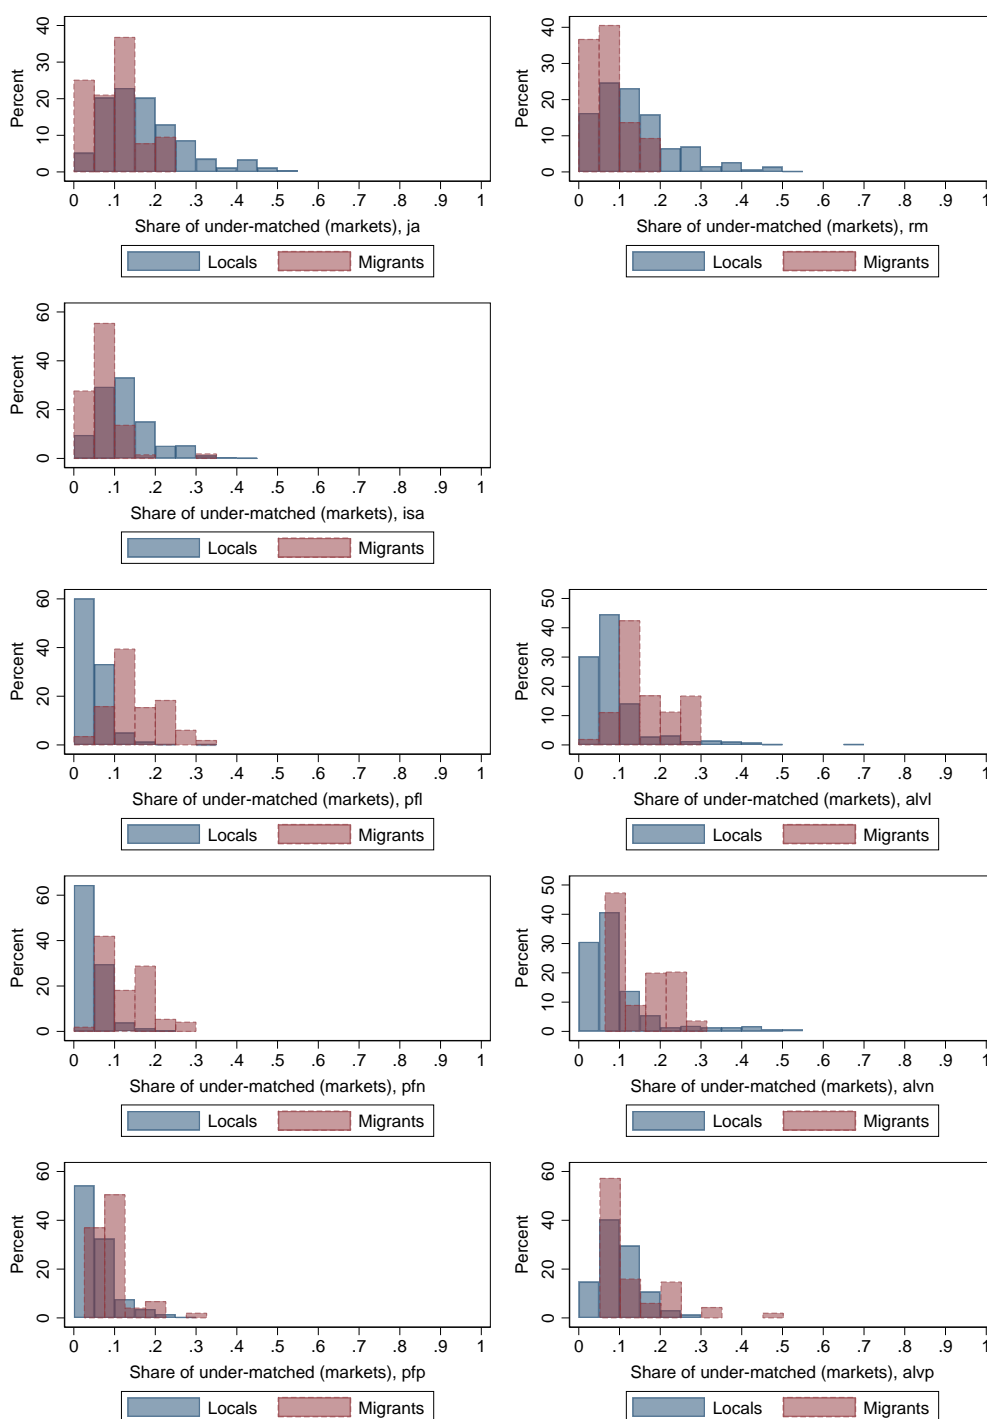 Percent
0 10 20 30 40
0 .1 .2 .3 .4 .5 .6 .7 .8 .9 1
Share of under-matched (markets), ja
Locals Migrants
Percent
0 10 20 30 40
0 .1 .2 .3 .4 .5 .6 .7 .8 .9 1
Share of under-matched (markets), rm
Locals Migrants
Percent
0 20 40 60
0 .1 .2 .3 .4 .5 .6 .7 .8 .9 1
Share of under-matched (markets), isa
Locals Migrants
Percent
0 20 40 60
0 .1 .2 .3 .4 .5 .6 .7 .8 .9 1
Share of under-matched (markets), pfl
Locals Migrants
Percent
0 10 20 30 40 50
0 .1 .2 .3 .4 .5 .6 .7 .8 .9 1
Share of under-matched (markets), alvl
Locals Migrants
Percent
0 20 40 60
0 .1 .2 .3 .4 .5 .6 .7 .8 .9 1
Share of under-matched (markets), pfn
Locals Migrants
Percent
0 10 20 30 40 50
0 .1 .2 .3 .4 .5 .6 .7 .8 .9 1
Share of under-matched (markets), alvn
Locals Migrants
Percent
0 20 40 60
0 .1 .2 .3 .4 .5 .6 .7 .8 .9 1
Share of under-matched (markets), pfp
Locals Migrants
Percent
0 20 40 60
0 .1 .2 .3 .4 .5 .6 .7 .8 .9 1
Share of under-matched (markets), alvp
Locals Migrants